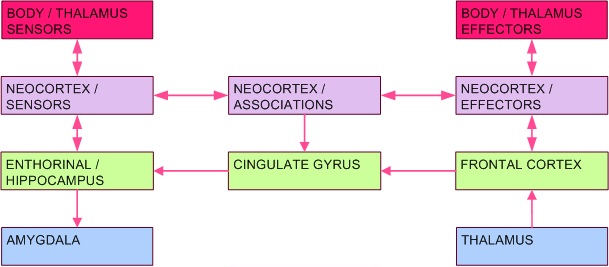 BODY / THALAMUS
SENSORS
BODY / THALAMUS
EFFECTORS
NEOCORTEX /
SENSORS
NEOCORTEX /
ASSOCIATIONS
NEOCORTEX /
EFFECTORS
ENTHORINAL /
HIPPOCAMPUS
CINGULATE GYRUS
FRONTAL CORTEX
AMYGDALA
THALAMUS